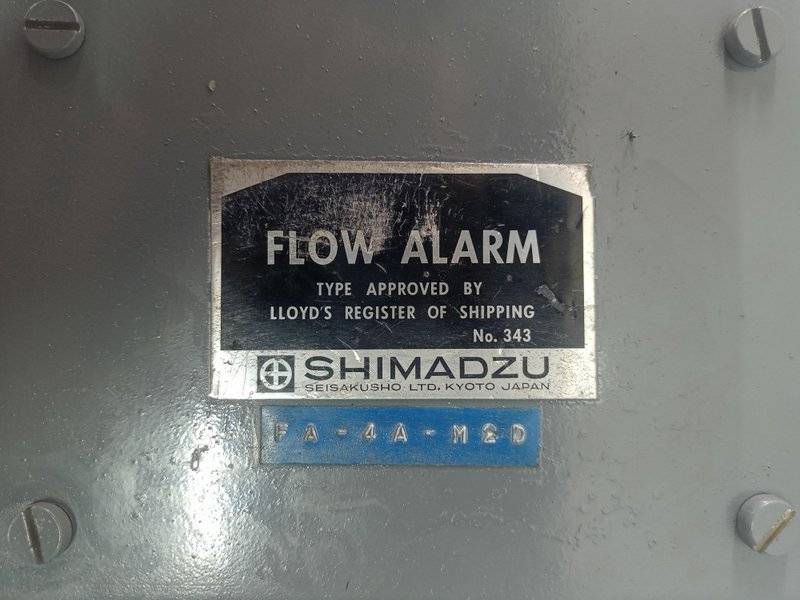 FLOW ALARM
TYPE APPROVED BY
LLOYD'S REGISTER OF SHIPPING
No. 343
SHIMADZU
SEISAKUSHO LTD. KYOTO JAPAN
FA-4A-M2D